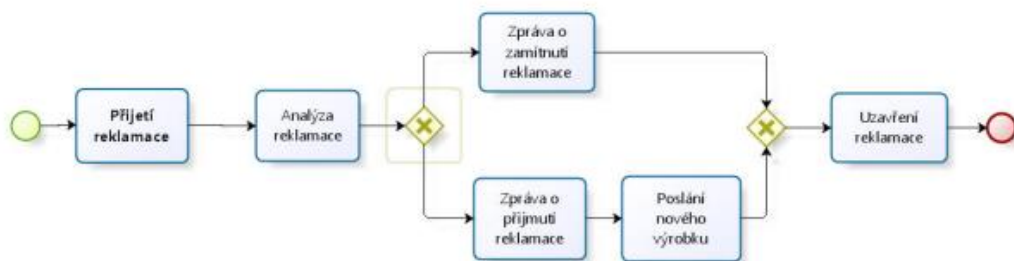 Přijetí
reklamace
Analýza
reklamace
Zpráva o
zamítnutí
reklamace
Zpráva o
přijmutí
reklamace
Poslání
nového
výrobku
Uzavření
reklamace